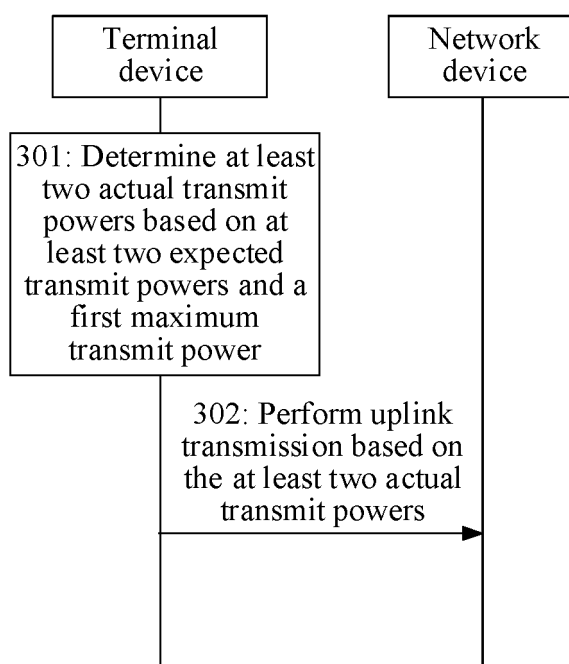 Terminal
device
Network
device
301: Determine at least
two actual transmit
powers based on at
least two expected
transmit powers and a
first maximum
transmit power
302: Perform uplink
transmission based on
the at least two actual
transmit powers